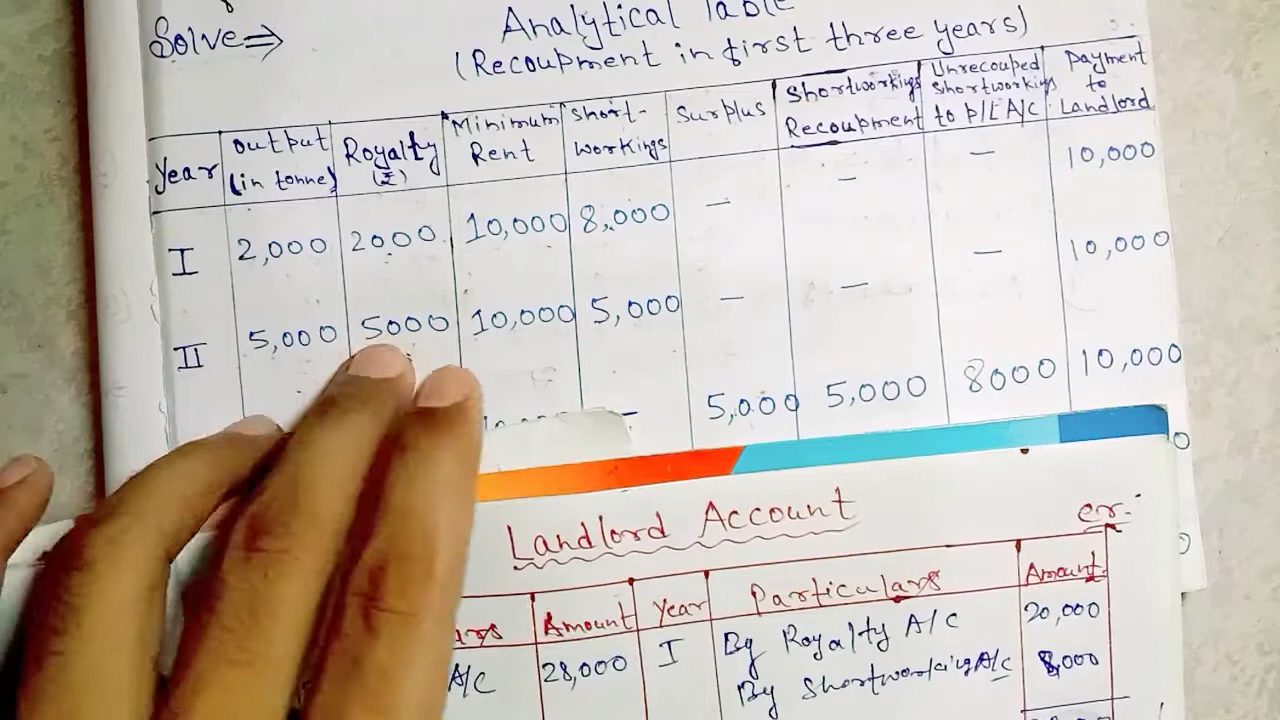 Solve ⇒
Analytical Table
(Recoupment in first three years)
Year | output (in tonne) | Royalty (₹) | Minimum Rent | Short-workings | Surplus | Shortworkings Recoupment | Unrecouped Shortworkings to P/L A/C | Payment to Landlord
I | 2,000 | 2000 | 10,000 | 8,000 | — | — | — | 10,000
II | 5,000 | 5000 | 10,000 | 5,000 | — | — | — | 10,000
— | 5,000 | 5,000 | 8000 | 10,000
Landlord Account
cr.
Amount | Year | Particulars | Amount
A/C | 28,000 | I | By Royalty A/C | 20,000
By Shortworking A/C | 8,000